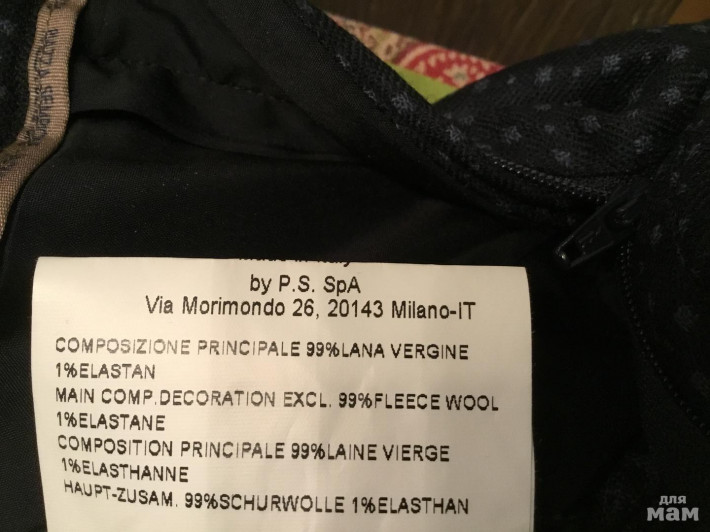 by P.S. SpA
Via Morimondo 26, 20143 Milano-IT
COMPOSIZIONE PRINCIPALE 99%LANA VERGINE
1%ELASTAN
MAIN COMP.DECORATION EXCL. 99%FLEECE WOOL
1%ELASTANE
COMPOSITION PRINCIPALE 99%LAINE VIERGE
1%ELASTHANNE
HAUPT-ZUSAM. 99%SCHURWOLLE 1%ELASTHAN
для
мам